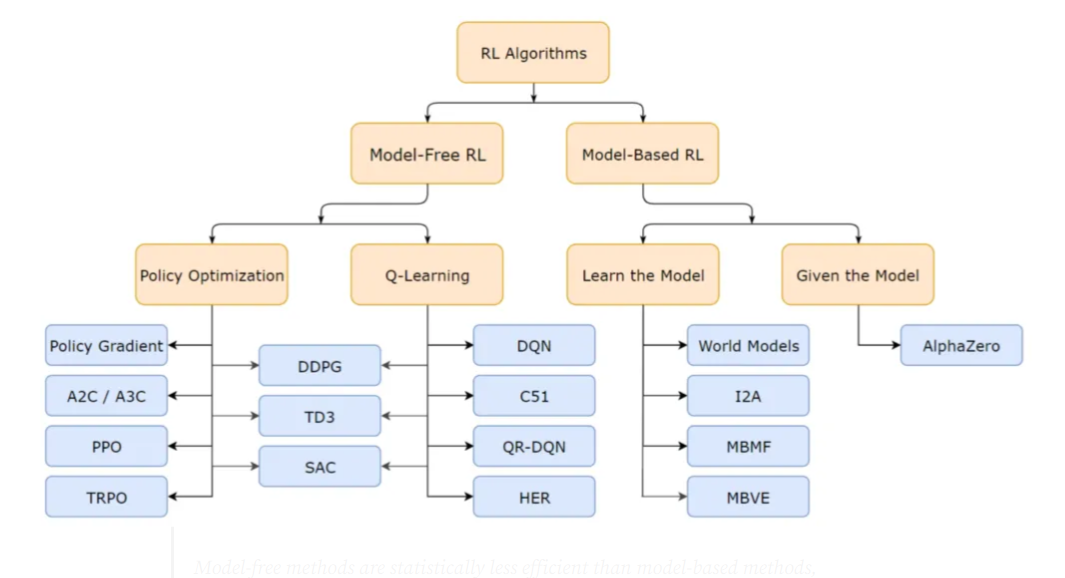 RL Algorithms
Model-Free RL
Model-Based RL
Policy Optimization
Q-Learning
Learn the Model
Given the Model
Policy Gradient
A2C / A3C
PPO
TRPO
DDPG
TD3
SAC
DQN
C51
QR-DQN
HER
World Models
I2A
MBMF
MBVE
AlphaZero
Model-free methods are statistically less efficient than model-based methods,